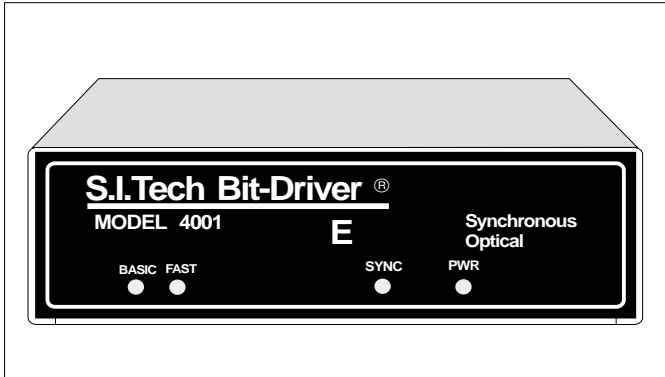 S.I.Tech Bit-Driver ®
MODEL 4001
E
Synchronous
Optical
BASIC FAST SYNC PWR